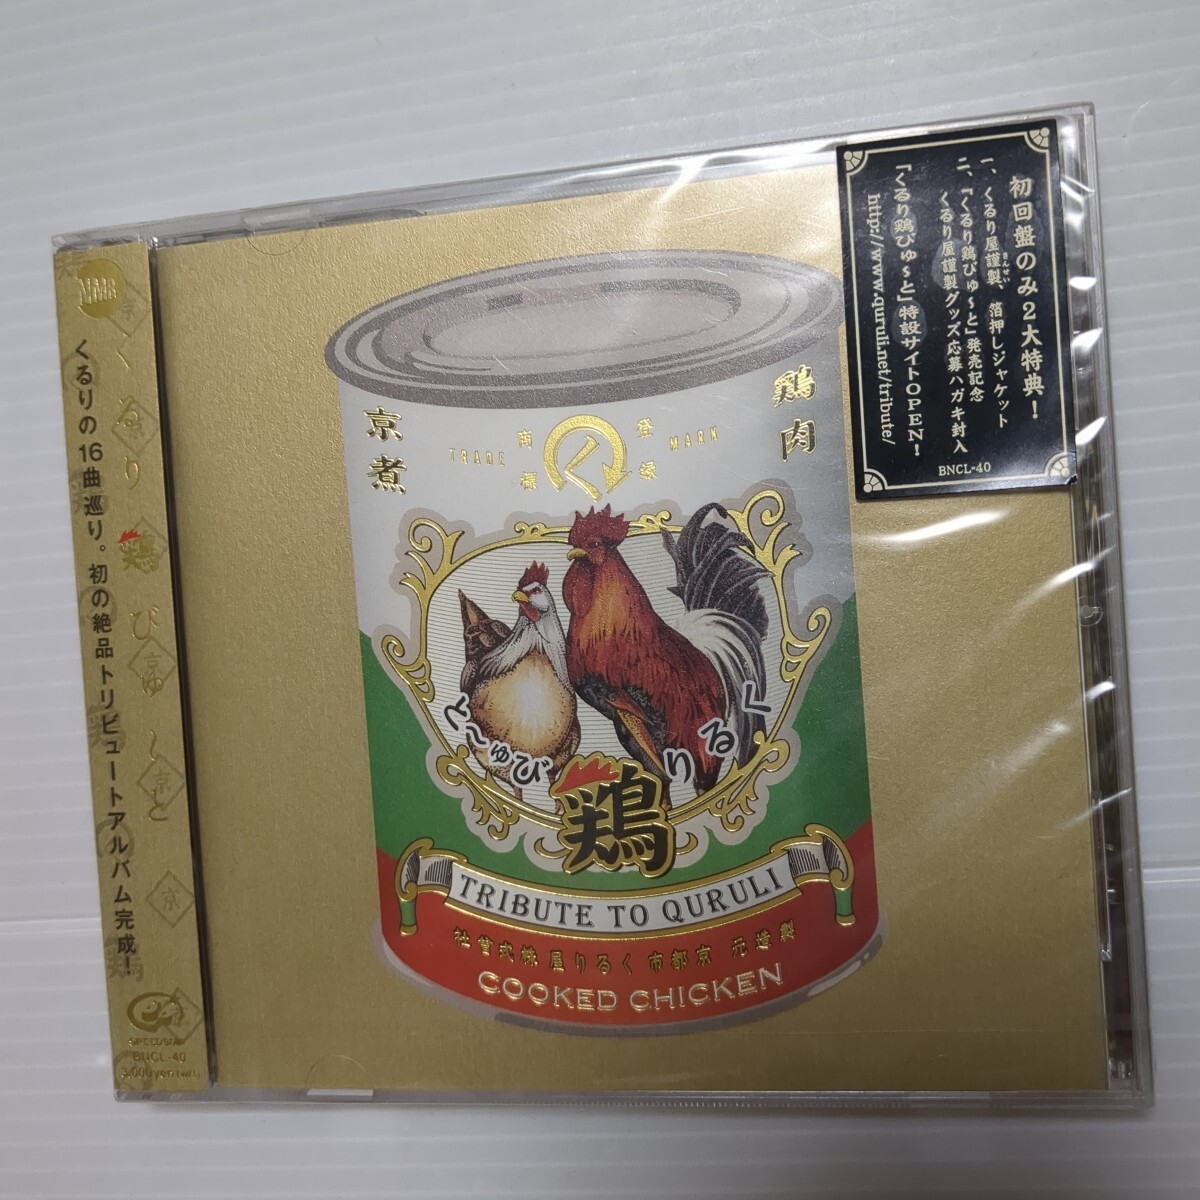 初回盤のみ2大特典!
一、くるり屋謹製、箔押しジャケット
きんせい
二、「くるり鶏びゅ〜と」発売記念
くるり屋謹製グッズ応募ハガキ封入
「くるり鶏びゅ〜と」特設サイトOPEN!
http://www.quruli.net/tribute/
BNCL-40
くるり鶏びゅ〜と
くるりの16曲巡り。初の絶品トリビュートアルバム完成!
BNCL-40
鶏肉
京煮
TRADE 商標 く 登録 MARK
と〜ゅび鶏りるく
TRIBUTE TO QURULI
社會式株屋りるく 市都京 元造製
COOKED CHICKEN